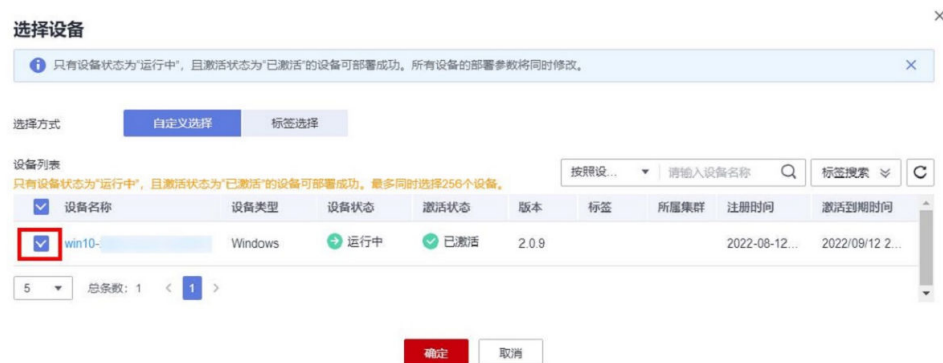 选择设备
只有设备状态为"运行中"，且激活状态为"已激活"的设备可部署成功。所有设备的部署参数将同时修改。
选择方式 自定义选择 标签选择
设备列表
只有设备状态为"运行中"，且激活状态为"已激活"的设备可部署成功。最多同时选择256个设备。
按照设... 请输入设备名称 标签搜索
设备名称 设备类型 设备状态 激活状态 版本 标签 所属集群 注册时间 激活到期时间
win10- Windows 运行中 已激活 2.0.9 2022-08-12... 2022/09/12 2...
5 总条数：1 < 1 >
确定 取消